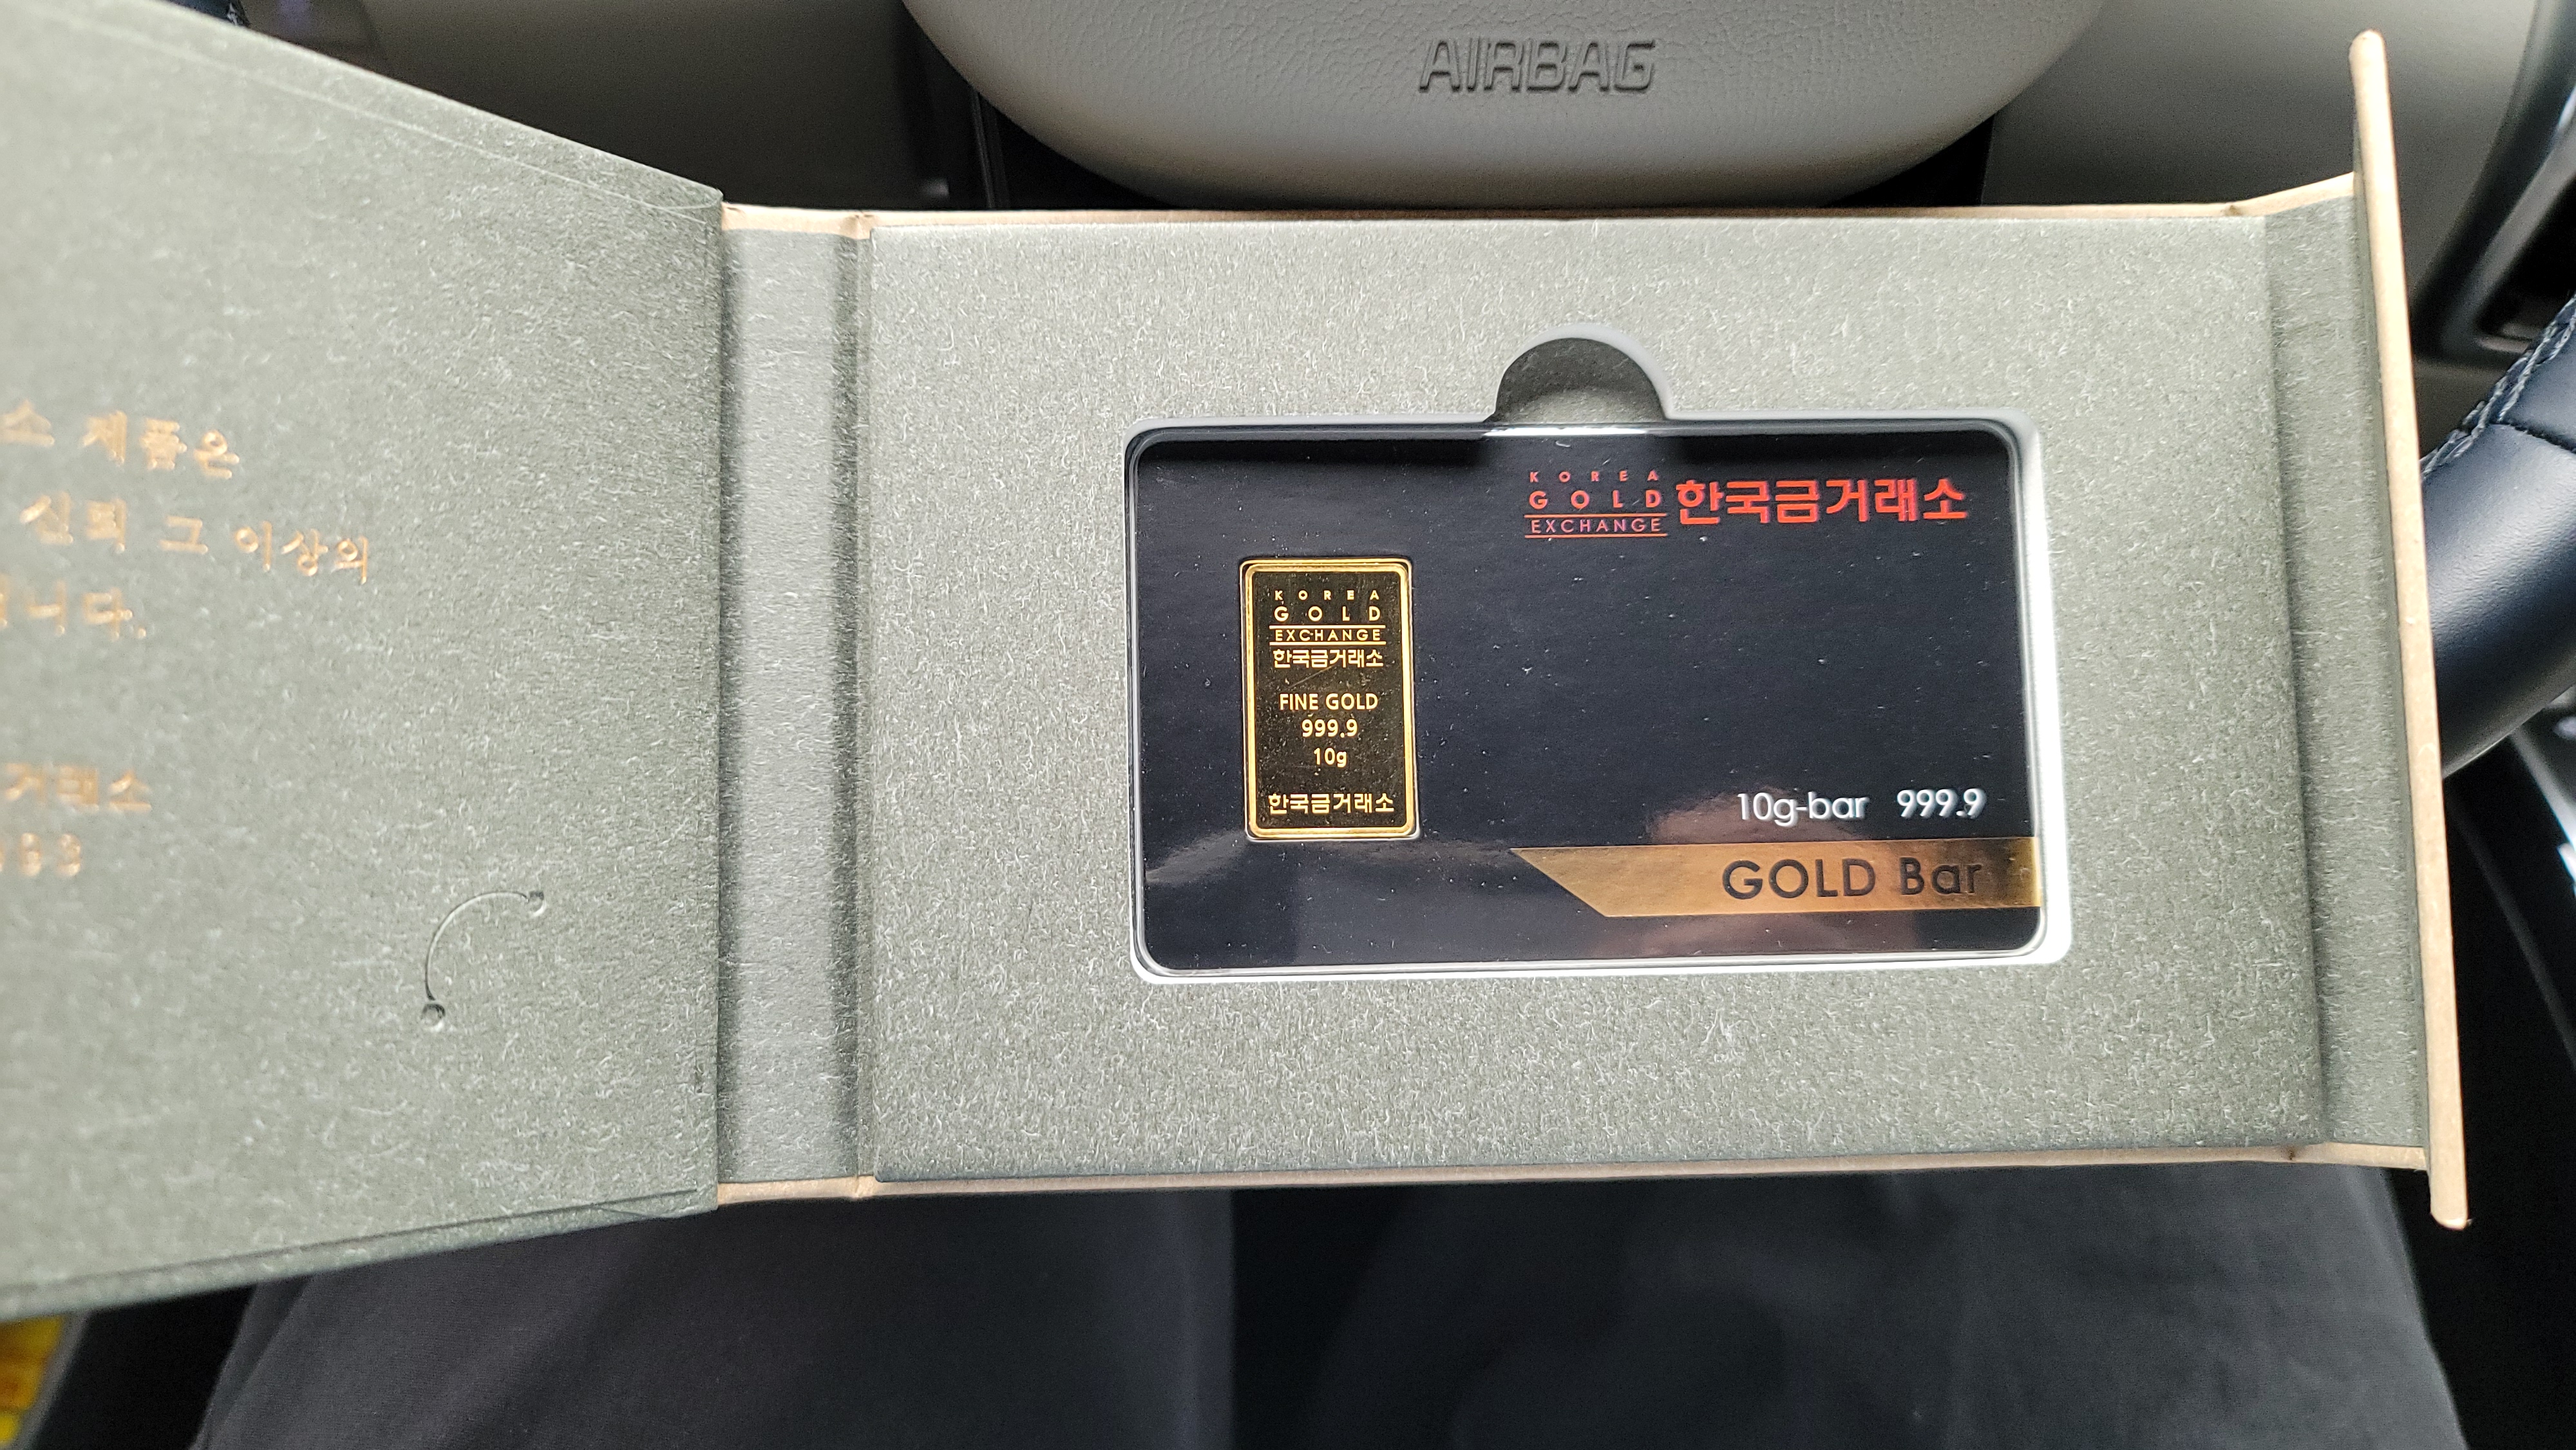 AIRBAG
소 제품은
신뢰 그 이상의
니다.
거래소
KOREA
GOLD
EXCHANGE
한국금거래소
KOREA
GOLD
EXCHANGE
한국금거래소
FINE GOLD
999.9
10g
한국금거래소
10g-bar 999.9
GOLD Bar